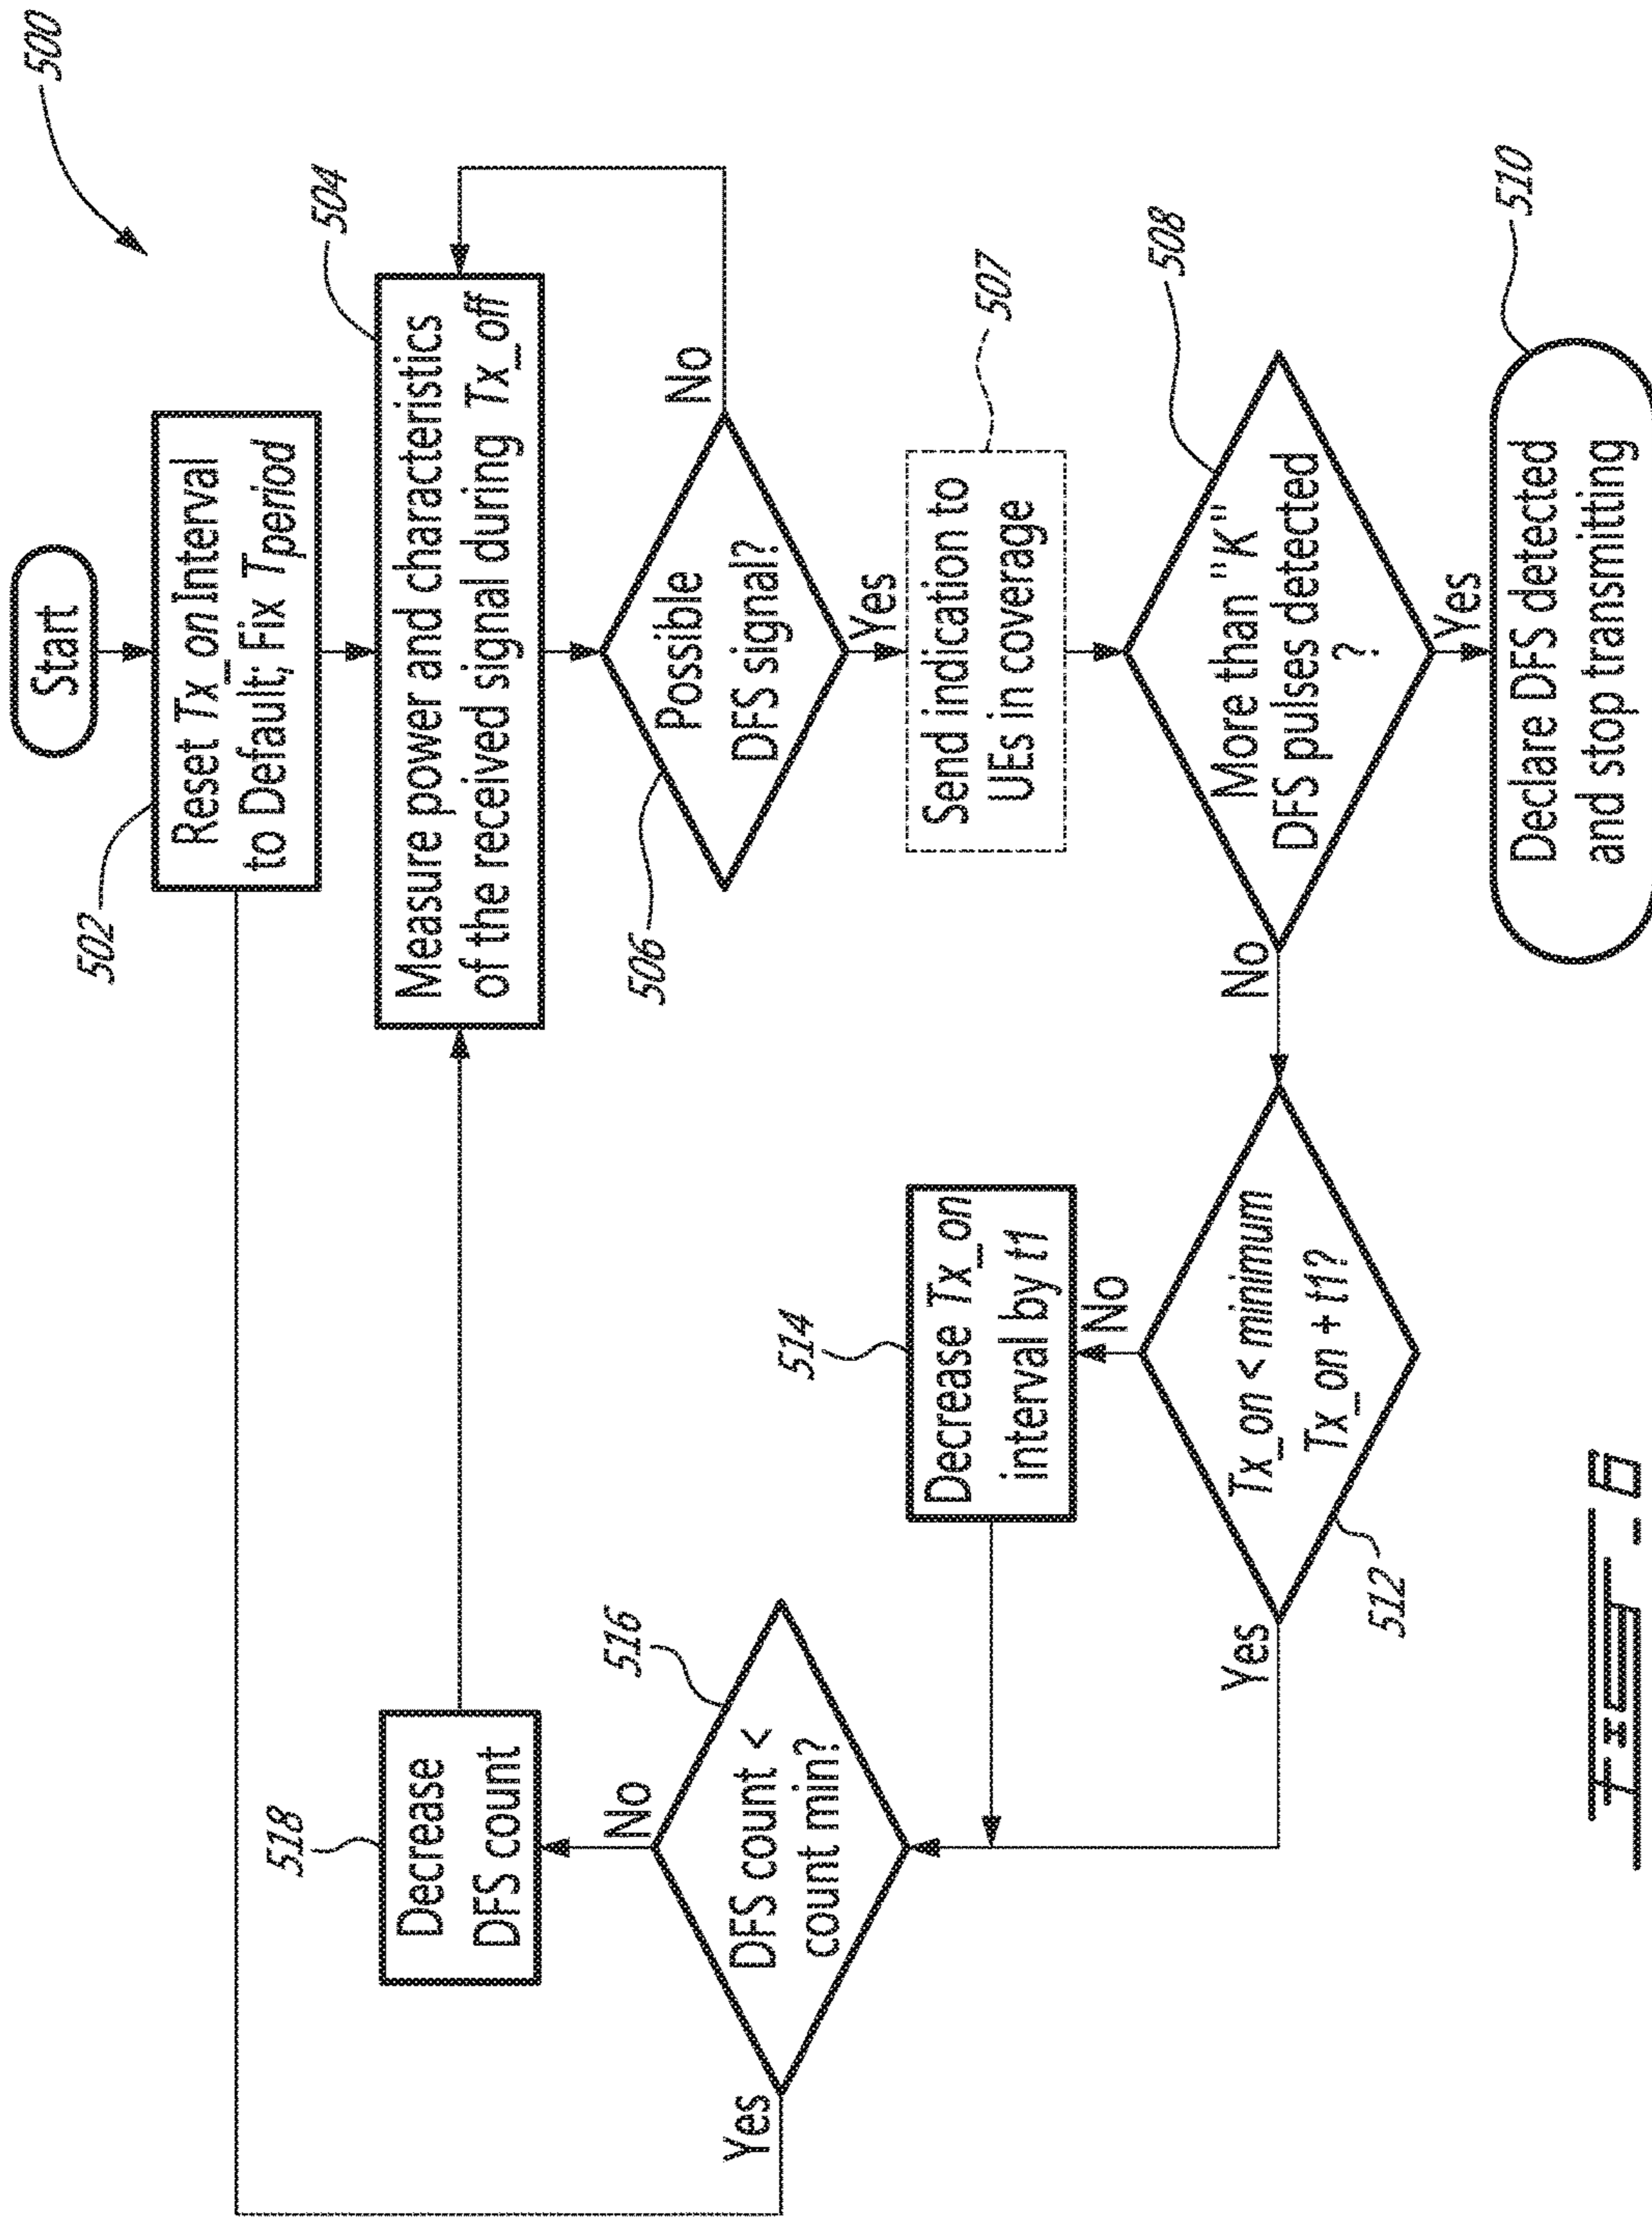 500
Start
502
Reset Tx_on Interval
to Default; Fix Tperiod
504
Measure power and characteristics
of the received signal during Tx_off
506
Possible
DFS signal?
No
Yes
507
Send indication to
UEs in coverage
508
More than "K"
DFS pulses detected
?
No
Yes
510
Declare DFS detected
and stop transmitting
512
Tx_on < minimum
Tx_on + t1?
No
Yes
514
Decrease Tx_on
interval by t1
516
DFS count <
count min?
No
Yes
518
Decrease
DFS count